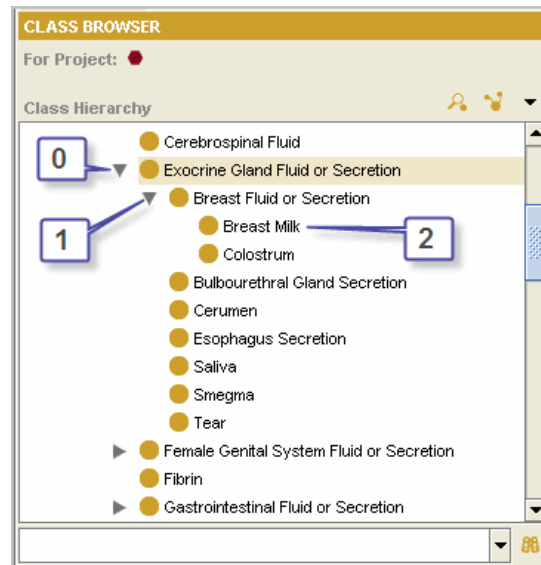 CLASS BROWSER
For Project:
Class Hierarchy
Cerebrospinal Fluid
0
Exocrine Gland Fluid or Secretion
Breast Fluid or Secretion
1
Breast Milk
2
Colostrum
Bulbourethral Gland Secretion
Cerumen
Esophagus Secretion
Saliva
Smegma
Tear
Female Genital System Fluid or Secretion
Fibrin
Gastrointestinal Fluid or Secretion